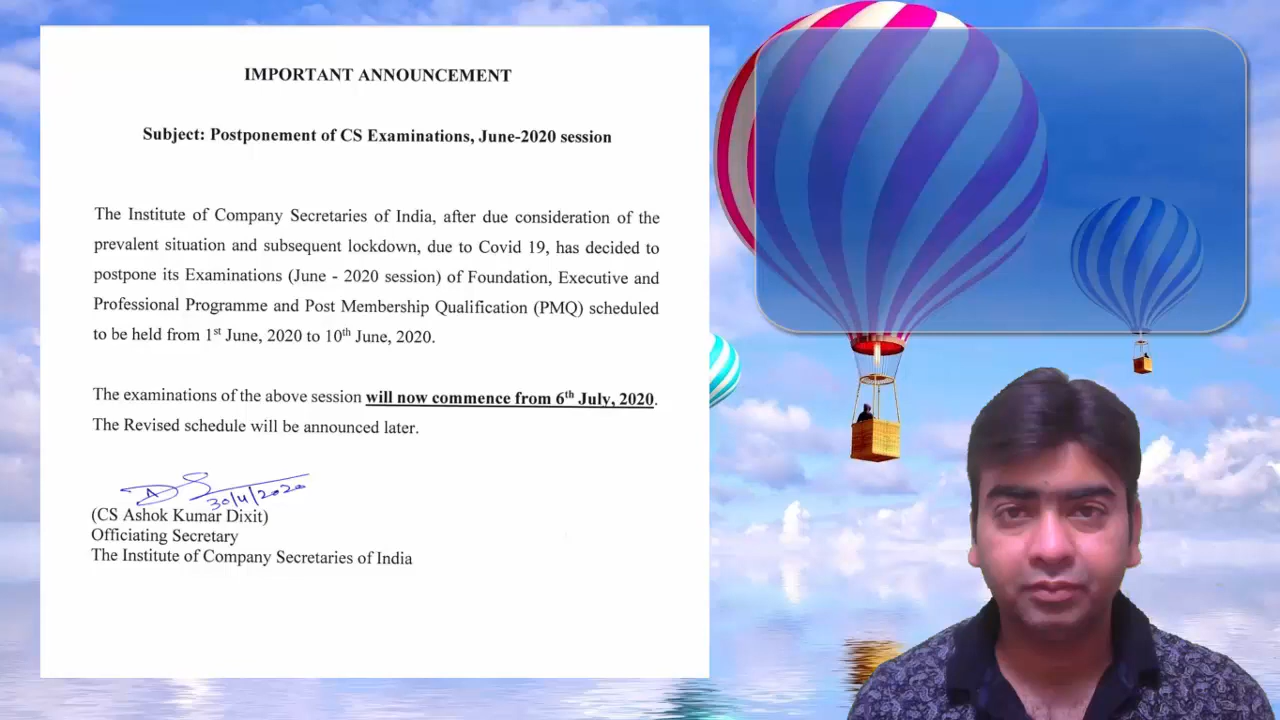 IMPORTANT ANNOUNCEMENT
Subject: Postponement of CS Examinations, June-2020 session
The Institute of Company Secretaries of India, after due consideration of the
prevalent situation and subsequent lockdown, due to Covid 19, has decided to
postpone its Examinations (June - 2020 session) of Foundation, Executive and
Professional Programme and Post Membership Qualification (PMQ) scheduled
to be held from 1st June, 2020 to 10th June, 2020.
The examinations of the above session will now commence from 6th July, 2020.
The Revised schedule will be announced later.
30/4/2020
(CS Ashok Kumar Dixit)
Officiating Secretary
The Institute of Company Secretaries of India